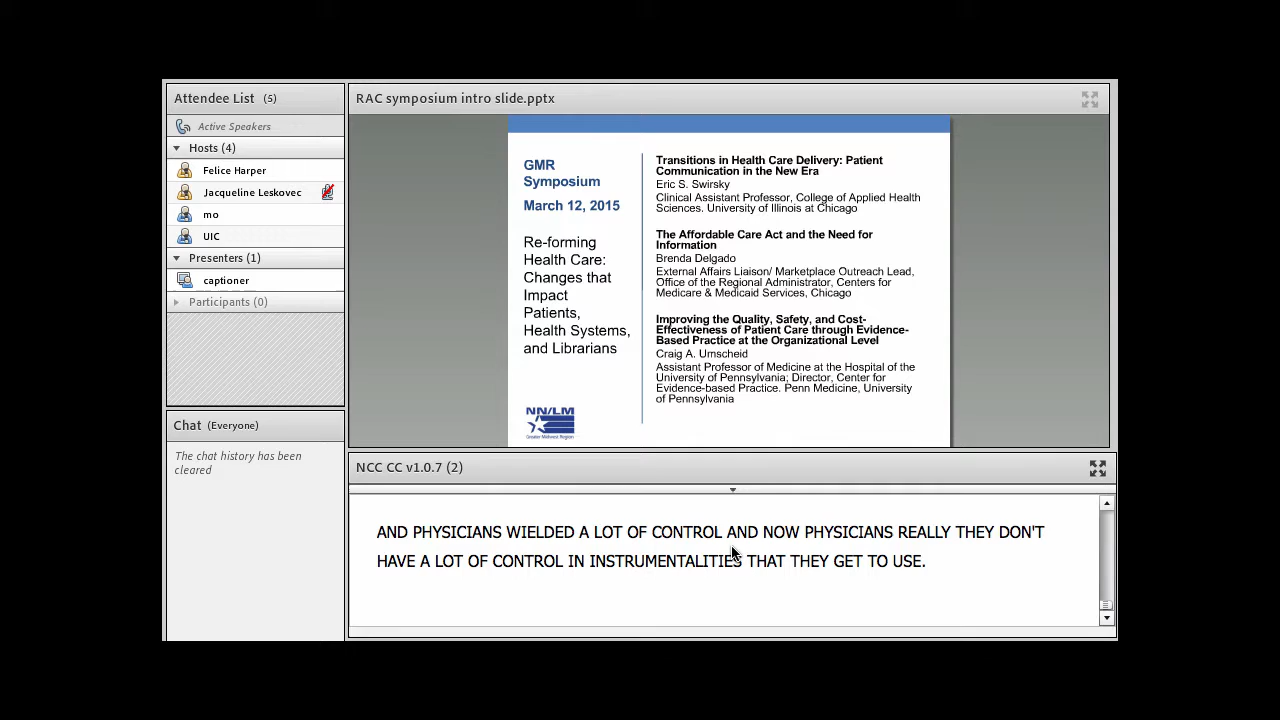 Attendee List (5)
Active Speakers
Hosts (4)
Felice Harper
Jacqueline Leskovec
mo
UIC
Presenters (1)
captioner
Participants (0)
Chat (Everyone)
The chat history has been
cleared
RAC symposium intro slide.pptx
GMR
Symposium
March 12, 2015
Re-forming
Health Care:
Changes that
Impact
Patients,
Health Systems,
and Librarians
NN/LM
Greater Midwest Region
Transitions in Health Care Delivery: Patient
Communication in the New Era
Eric S. Swirsky
Clinical Assistant Professor, College of Applied Health
Sciences. University of Illinois at Chicago
The Affordable Care Act and the Need for
Information
Brenda Delgado
External Affairs Liaison/ Marketplace Outreach Lead,
Office of the Regional Administrator, Centers for
Medicare & Medicaid Services, Chicago
Improving the Quality, Safety, and Cost-
Effectiveness of Patient Care through Evidence-
Based Practice at the Organizational Level
Craig A. Umscheid
Assistant Professor of Medicine at the Hospital of the
University of Pennsylvania; Director, Center for
Evidence-based Practice. Penn Medicine, University
of Pennsylvania
NCC CC v1.0.7 (2)
AND PHYSICIANS WIELDED A LOT OF CONTROL AND NOW PHYSICIANS REALLY THEY DON'T
HAVE A LOT OF CONTROL IN INSTRUMENTALITIES THAT THEY GET TO USE.